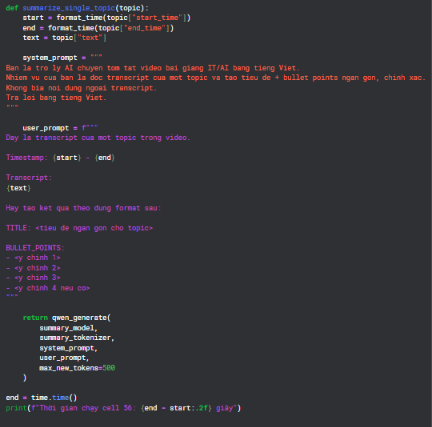 def summarize_single_topic(topic):
    start = format_time(topic["start_time"])
    end = format_time(topic["end_time"])
    text = topic["text"]

    system_prompt = """
Ban la tro ly AI chuyen tom tat video bai giang IT/AI bang tieng Viet.
Nhiem vu cua ban la doc transcript cua mot topic va tao tieu de + bullet points ngan gon, chinh xac.
Khong bia noi dung ngoai transcript.
Tra loi bang tieng Viet.
"""

    user_prompt = f"""
Day la transcript cua mot topic trong video.

Timestamp: {start} - {end}

Transcript:
{text}

Hay tao ket qua theo dung format sau:

TITLE: <tieu de ngan gon cho topic>

BULLET_POINTS:
- <y chinh 1>
- <y chinh 2>
- <y chinh 3>
- <y chinh 4 neu co>
"""

    return qwen_generate(
        summary_model,
        summary_tokenizer,
        system_prompt,
        user_prompt,
        max_new_tokens=500
    )

end = time.time()
print(f"Thời gian chạy cell 56: {end - start:.2f} giây")